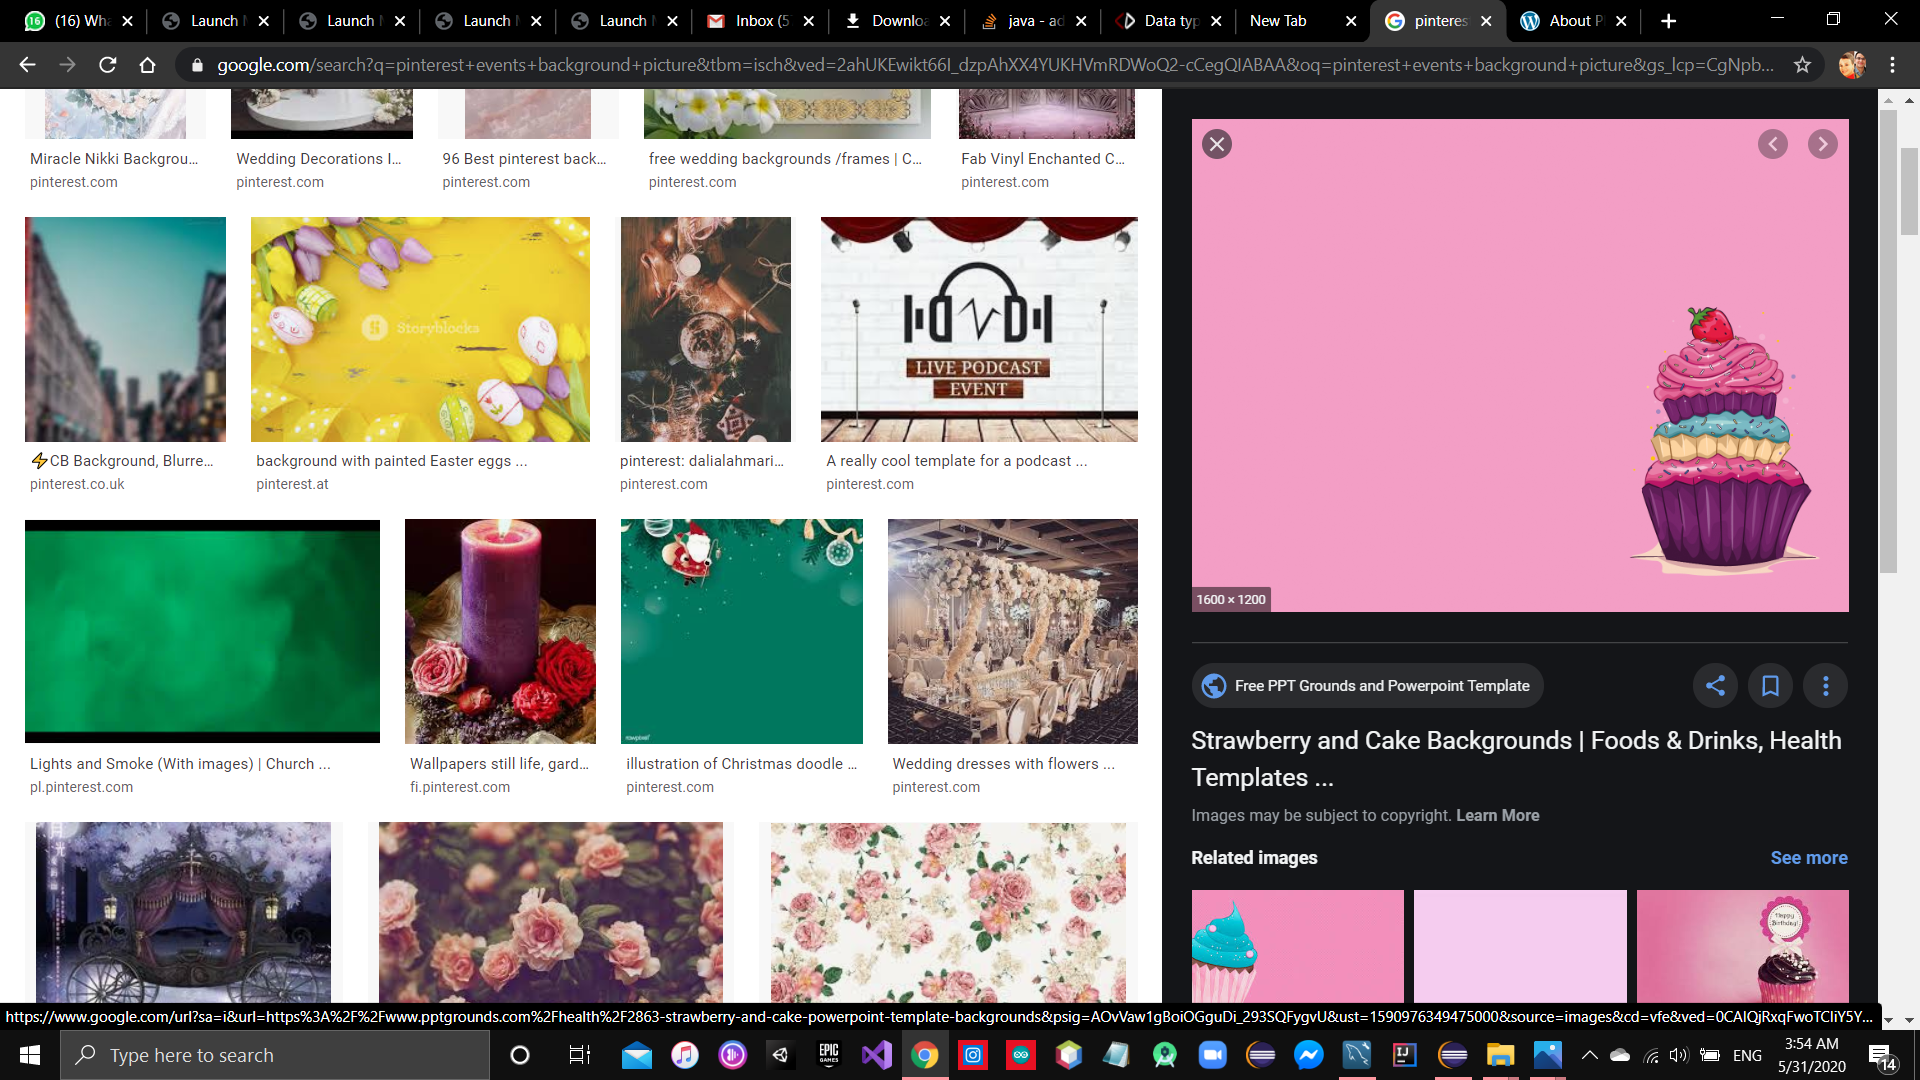 (16) Wha
Launch
Launch
Launch
Launch
Inbox (5
Downloa
java - ad
Data typ
New Tab
pinteres
About P
google.com/search?q=pinterest+events+background+picture&tbm=isch&ved=2ahUKEwikt66I_dzpAhXX4YUKHVmRDWoQ2-cCegQIABAA&oq=pinterest+events+background+picture&gs_lcp=CgNpb...
Miracle Nikki Backgrou...
pinterest.com
Wedding Decorations I...
pinterest.com
96 Best pinterest back...
pinterest.com
free wedding backgrounds /frames | C...
pinterest.com
Fab Vinyl Enchanted C...
pinterest.com
Storyblocks
LIVE PODCAST
EVENT
⚡CB Background, Blurre...
pinterest.co.uk
background with painted Easter eggs ...
pinterest.at
pinterest: dalialahmari...
pinterest.com
A really cool template for a podcast ...
pinterest.com
rawpixel
Lights and Smoke (With images) | Church ...
pl.pinterest.com
Wallpapers still life, gard...
fi.pinterest.com
illustration of Christmas doodle ...
pinterest.com
Wedding dresses with flowers ...
pinterest.com
1600 × 1200
Free PPT Grounds and Powerpoint Template
Strawberry and Cake Backgrounds | Foods & Drinks, Health
Templates ...
Images may be subject to copyright. Learn More
Related images
See more
Happy
Birthday!
https://www.google.com/url?sa=i&url=https%3A%2F%2Fwww.pptgrounds.com%2Fhealth%2F2863-strawberry-and-cake-powerpoint-template-backgrounds&psig=AOvVaw1gBoiOGguDi_293SQFygvU&ust=1590976349475000&source=images&cd=vfe&ved=0CAIQjRxqFwoTCIiY5Y...
Type here to search
EPIC
GAMES
IJ
ENG
3:54 AM
5/31/2020
14